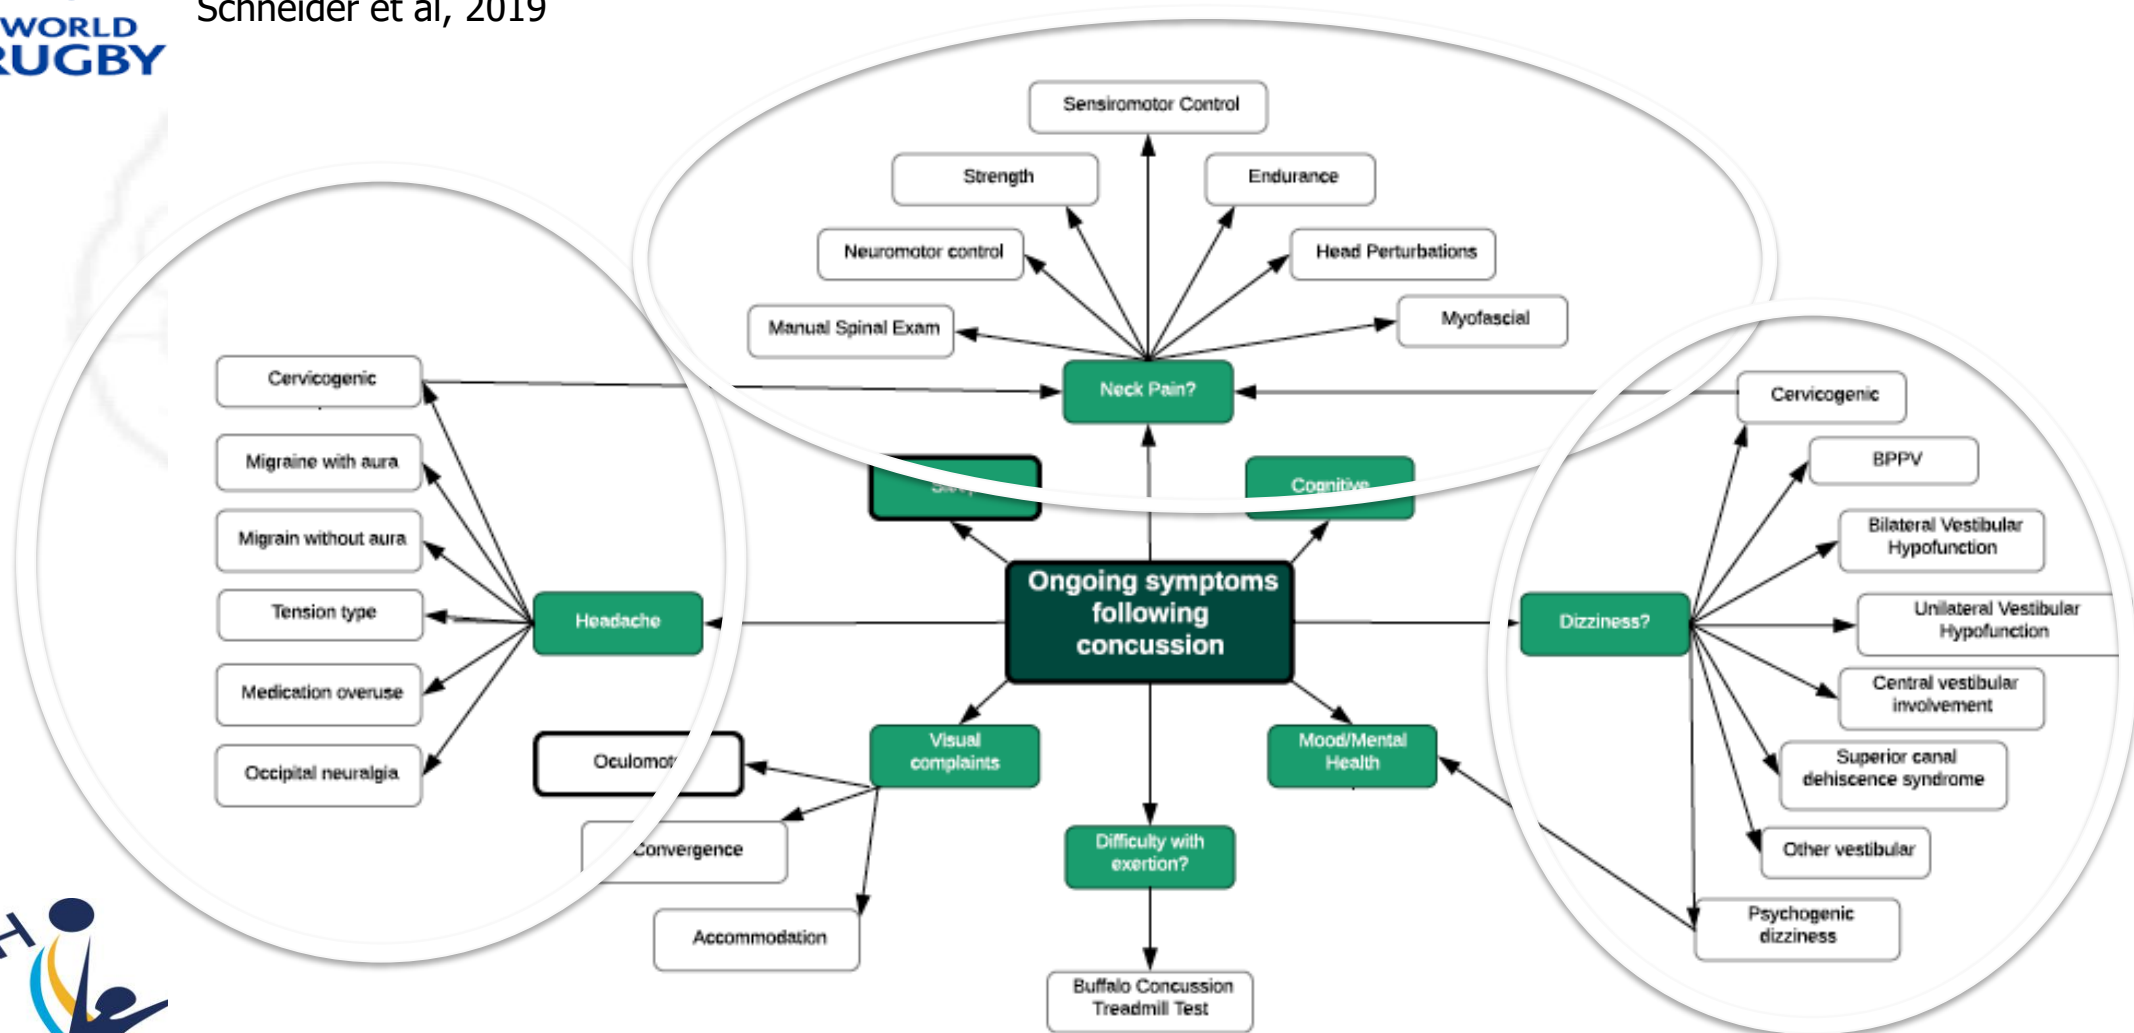 Schneider et al, 2019
WORLD
RUGBY
Sensiromotor Control
Strength
Endurance
Neuromotor control
Head Perturbations
Manual Spinal Exam
Myofascial
Neck Pain?
Cervicogenic
Migraine with aura
Migrain without aura
Tension type
Medication overuse
Occipital neuralgia
Headache
Cognitive
Ongoing symptoms
following
concussion
Dizziness?
Cervicogenic
BPPV
Bilateral Vestibular
Hypofunction
Unilateral Vestibular
Hypofunction
Central vestibular
involvement
Superior canal
dehiscence syndrome
Other vestibular
Psychogenic
dizziness
Visual
complaints
Mood/Mental
Health
Oculomot
Convergence
Accommodation
Difficulty with
exertion?
Buffalo Concussion
Treadmill Test